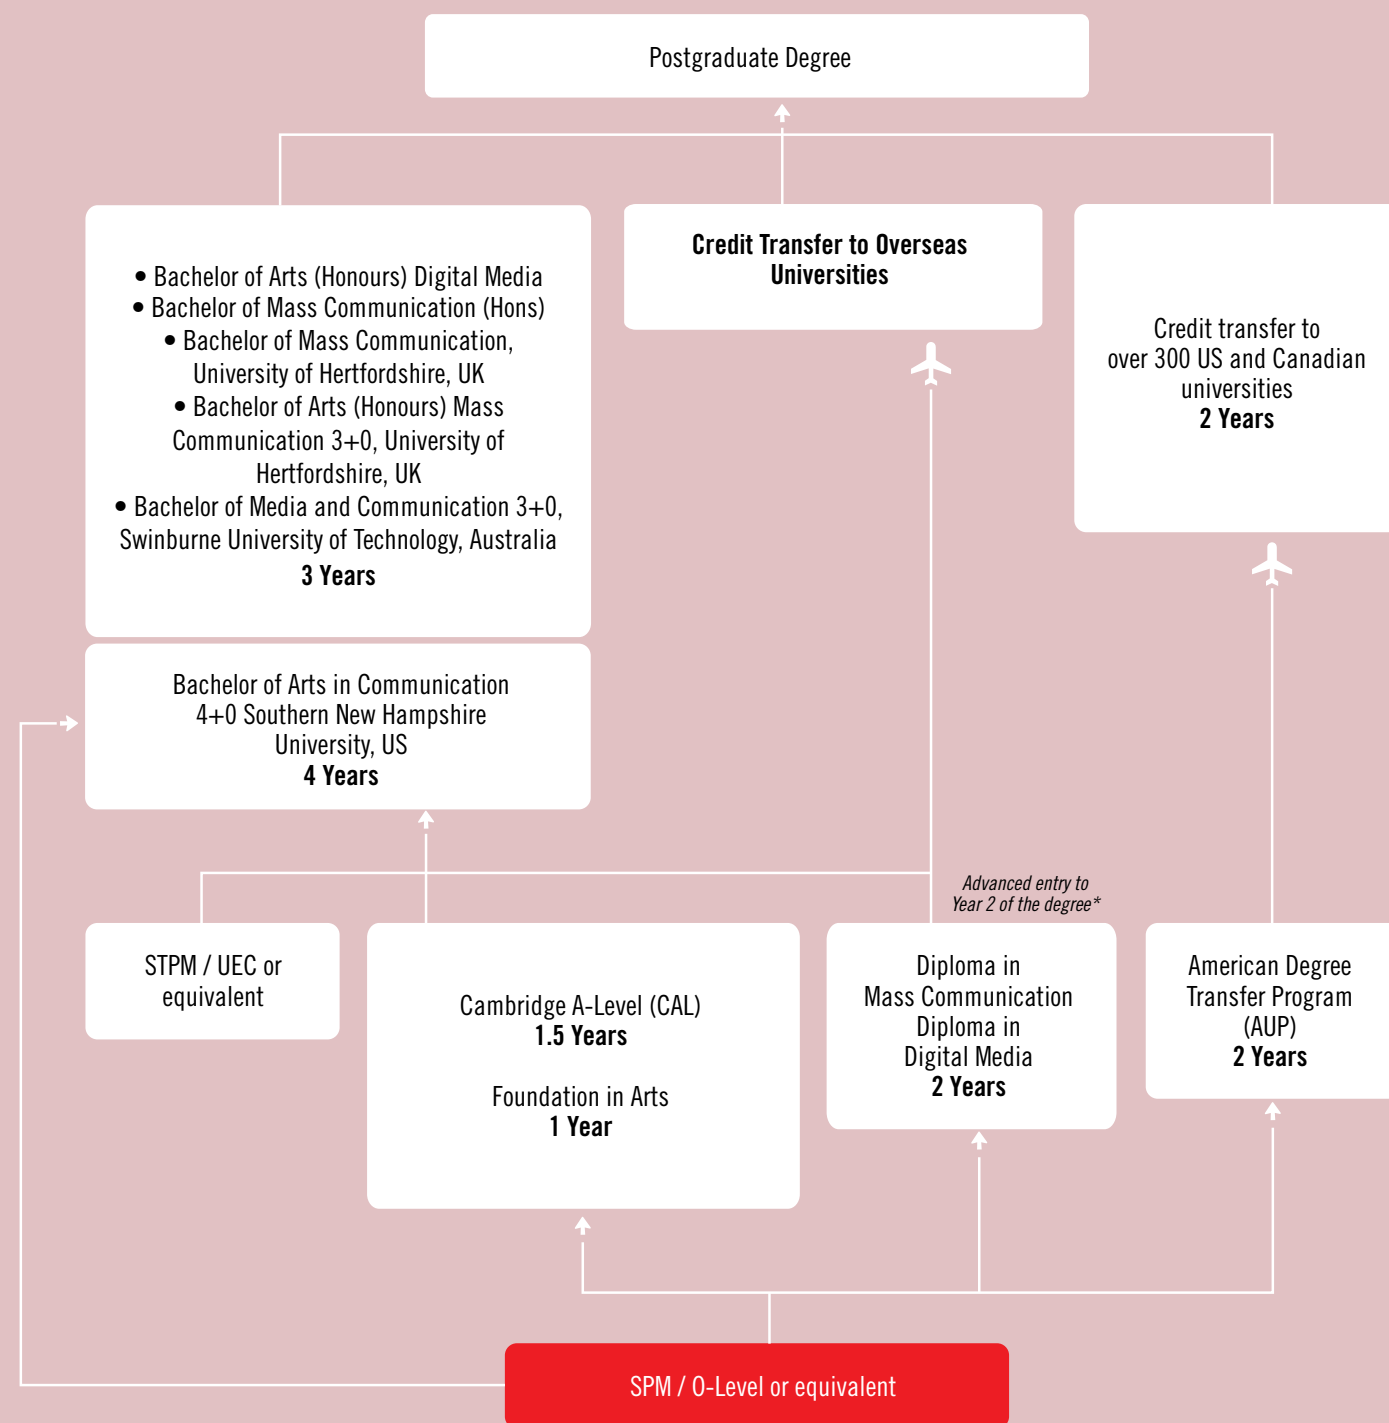 Postgraduate Degree
• Bachelor of Arts (Honours) Digital Media
• Bachelor of Mass Communication (Hons)
• Bachelor of Mass Communication,
University of Hertfordshire, UK
• Bachelor of Arts (Honours) Mass
Communication 3+0, University of
Hertfordshire, UK
• Bachelor of Media and Communication 3+0,
Swinburne University of Technology, Australia
3 Years
Credit Transfer to Overseas
Universities
Credit transfer to
over 300 US and Canadian
universities
2 Years
Bachelor of Arts in Communication
4+0 Southern New Hampshire
University, US
4 Years
Advanced entry to
Year 2 of the degree*
STPM / UEC or
equivalent
Cambridge A-Level (CAL)
1.5 Years
Foundation in Arts
1 Year
Diploma in
Mass Communication
Diploma in
Digital Media
2 Years
American Degree
Transfer Program
(AUP)
2 Years
SPM / O-Level or equivalent